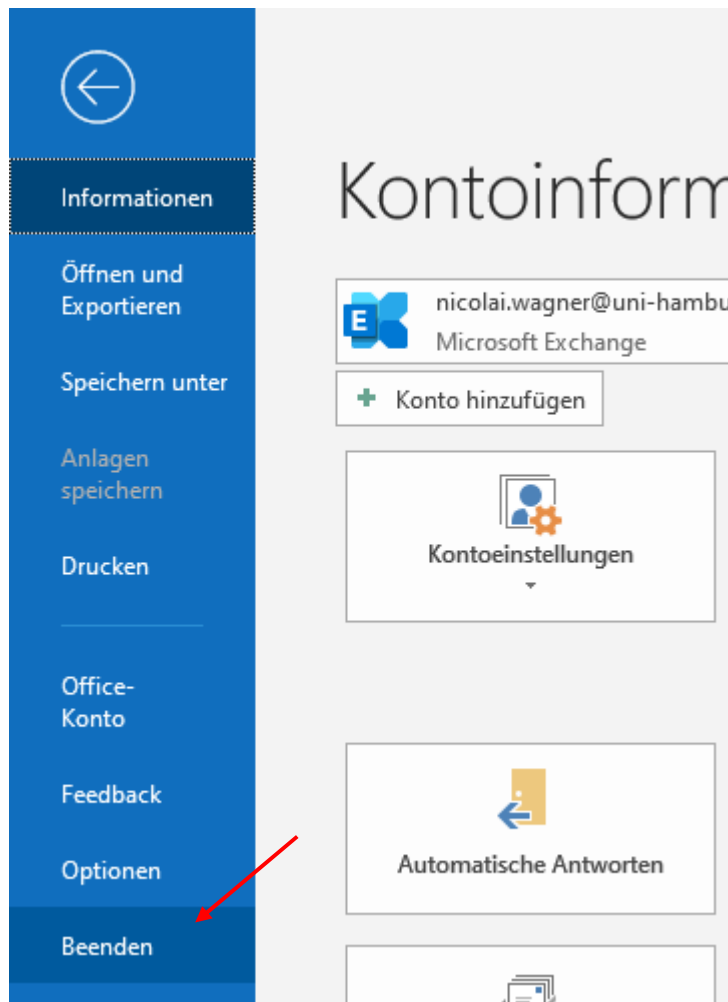 Informationen
Öffnen und
Exportieren
Speichern unter
Anlagen
speichern
Drucken
Office-
Konto
Feedback
Optionen
Beenden
Kontoinform
E
nicolai.wagner@uni-hambu
Microsoft Exchange
Konto hinzufügen
Kontoeinstellungen
Automatische Antworten